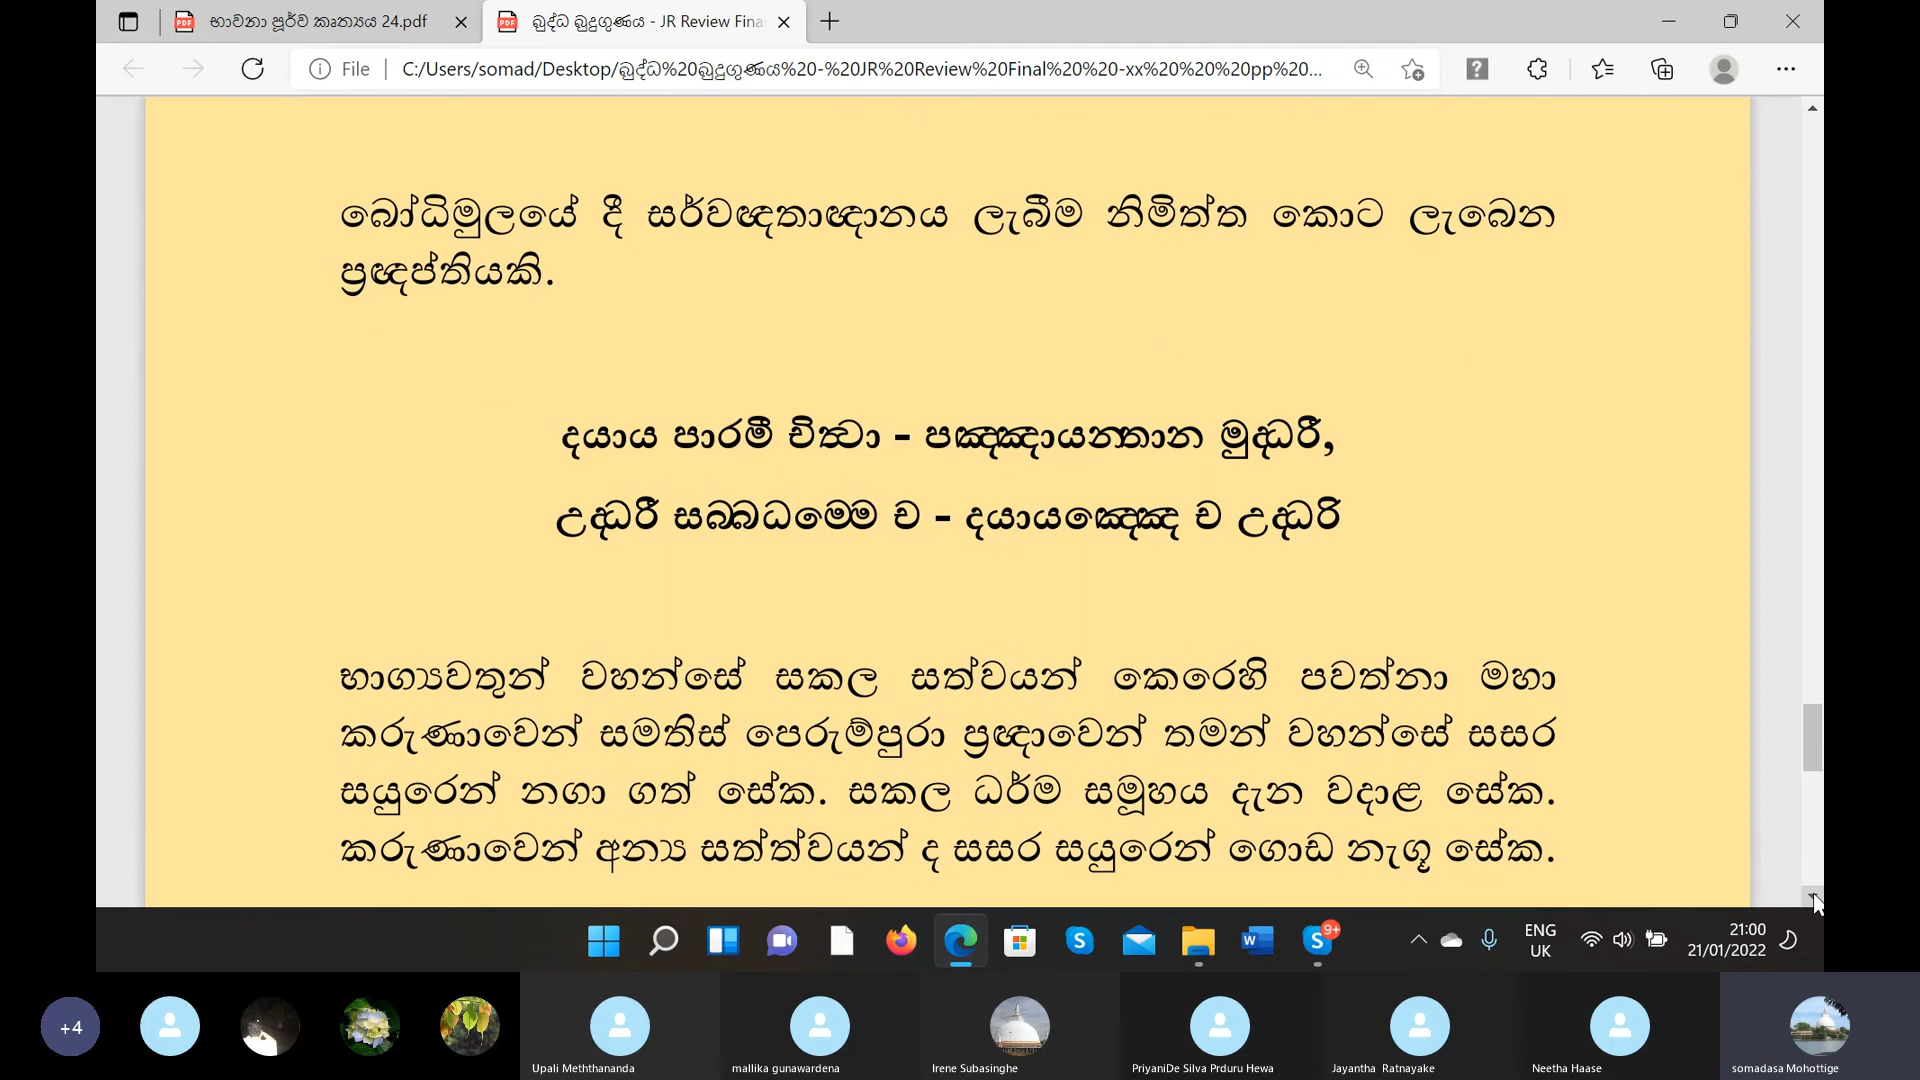 භාවනා පූර්ව කෘත්‍යය 24.pdf
බුද්ධ බුදුගුණය - JR Review Fina
File
C:/Users/somad/Desktop/බුද්ධ%20බුදුගුණය%20-%20JR%20Review%20Final%20%20-xx%20%20%20pp%20...
බෝධිමුලයේ දී සර්වඥතාඥානය ලැබීම නිමිත්ත කොට ලැබෙන
ප්‍රඥප්තියකි.
දයාය පාරමී චිත්‍වා - පඤ්ඤායන්තාන මුද්ධරී,
උද්ධරී සබ්බධම්මෙ ච - දයායඤ්ඤෙ ච උද්ධරි
භාග්‍යවතුන් වහන්සේ සකල සත්වයන් කෙරෙහි පවත්නා මහා
කරුණාවෙන් සමතිස් පෙරුම්පුරා ප්‍රඥාවෙන් තමන් වහන්සේ සසර
සයුරෙන් නගා ගත් සේක. සකල ධර්ම සමූහය දැන වදාළ සේක.
කරුණාවෙන් අන්‍ය සත්ත්වයන් ද සසර සයුරෙන් ගොඩ නැගූ සේක.
9+
ENG
UK
21:00
21/01/2022
+4
Upali Meththananda
mallika gunawardena
Irene Subasinghe
PriyaniDe Silva Prduru Hewa
Jayantha Ratnayake
Neetha Haase
somadasa Mohottige